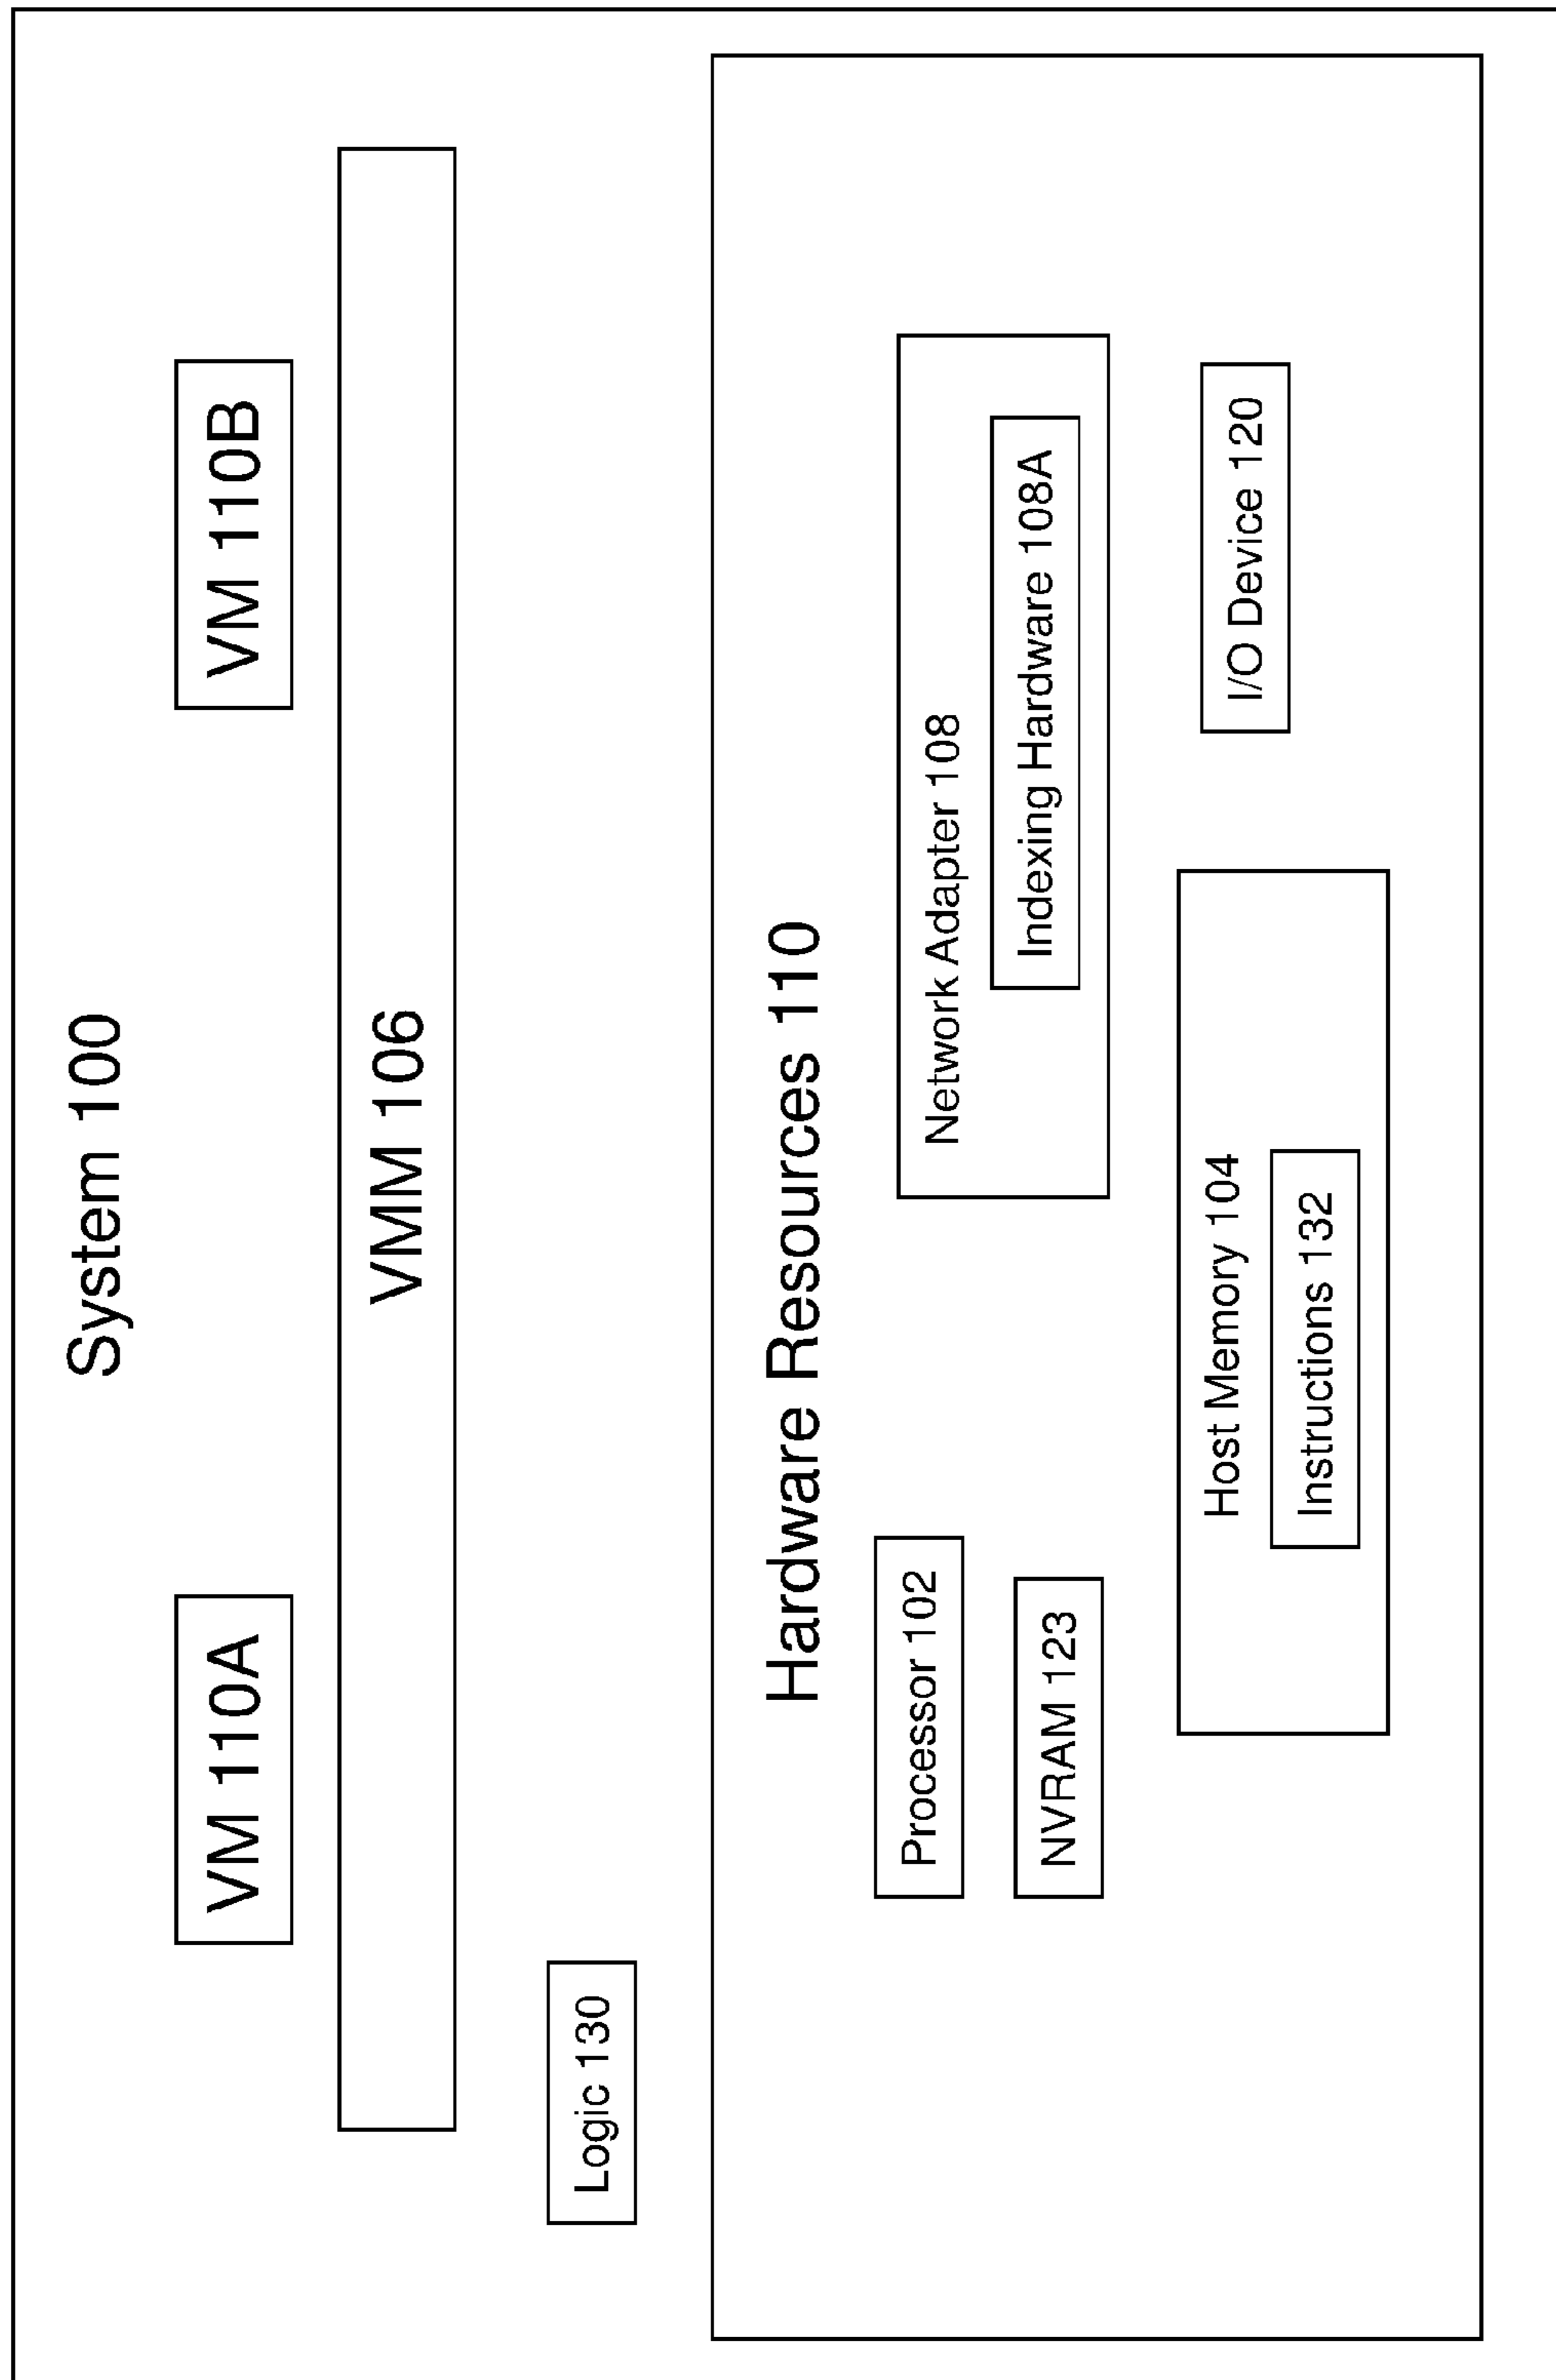 System 100
VM 110A
VM 110B
VMM 106
Logic 130
Hardware Resources 110
Processor 102
NVRAM 123
Network Adapter 108
Indexing Hardware 108A
Host Memory 104
Instructions 132
I/O Device 120